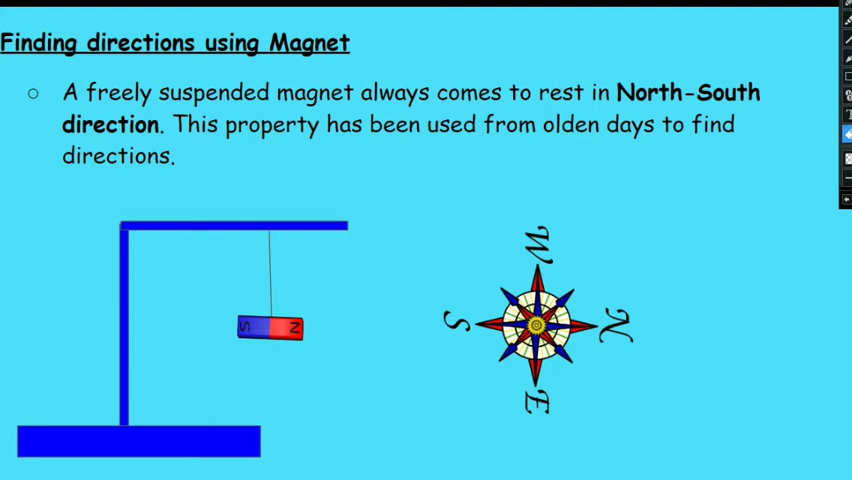 Finding directions using Magnet
○ A freely suspended magnet always comes to rest in North-South
direction. This property has been used from olden days to find
directions.
W
S
N
S
N
E